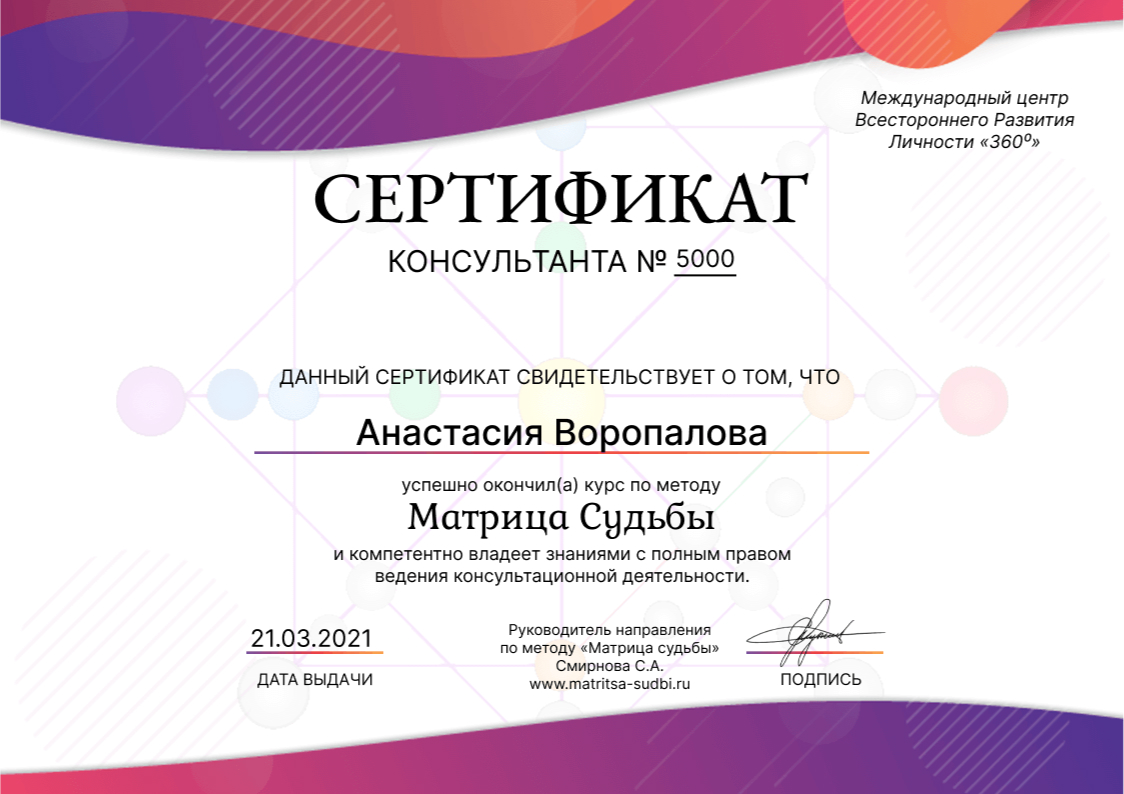 Международный центр
Всестороннего Развития
Личности «360⁰»
СЕРТИФИКАТ
КОНСУЛЬТАНТА № 5000
ДАННЫЙ СЕРТИФИКАТ СВИДЕТЕЛЬСТВУЕТ О ТОМ, ЧТО
Анастасия Воропалова
успешно окончил(а) курс по методу
Матрица Судьбы
и компетентно владеет знаниями с полным правом
ведения консультационной деятельности.
21.03.2021
ДАТА ВЫДАЧИ
Руководитель направления
по методу «Матрица судьбы»
Смирнова С.А.
www.matritsa-sudbi.ru
ПОДПИСЬ